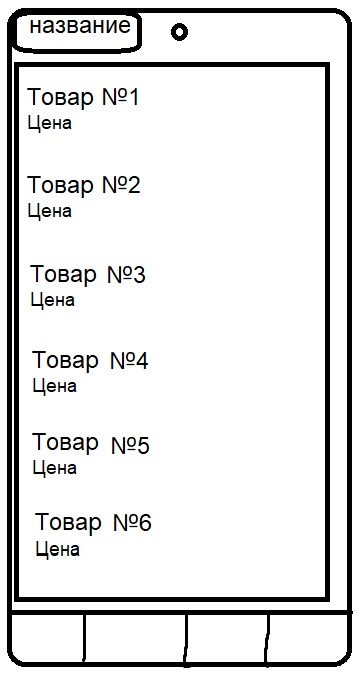 название
Товар №1
Цена
Товар №2
Цена
Товар №3
Цена
Товар №4
Цена
Товар №5
Цена
Товар №6
Цена